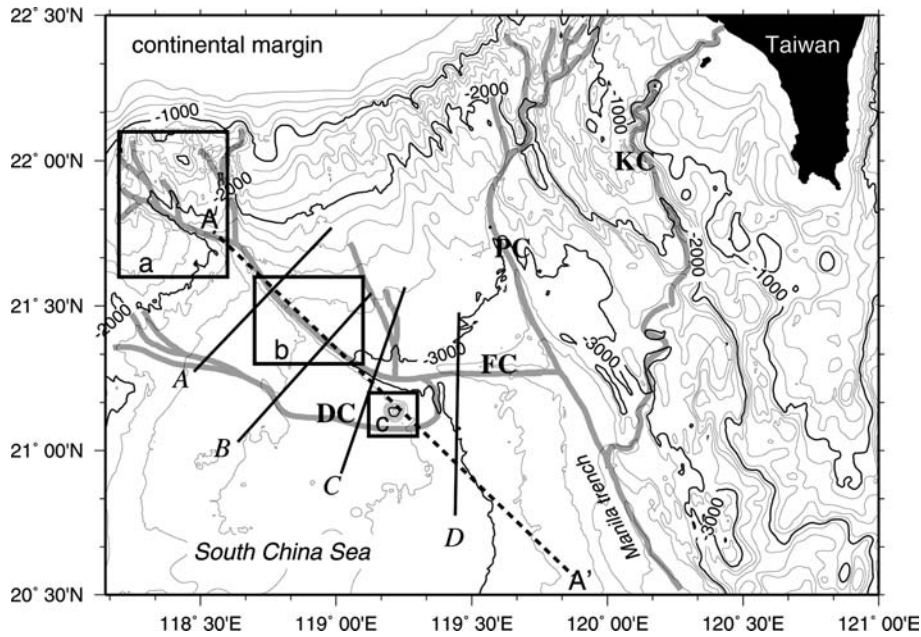 22˚30'N
continental margin
Taiwan
-1000
-2000
-1000
22˚00'N
KC
-2000
A
PC
-2000
-1000
a
21˚30'N
-2000
b
-3000
-3000
FC
A
DC
c
B
21˚00'N
C
Manila trench
D
-3000
South China Sea
A'
20˚30'N
118˚30'E
119˚00'E
119˚30'E
120˚00'E
120˚30'E
121˚00'E